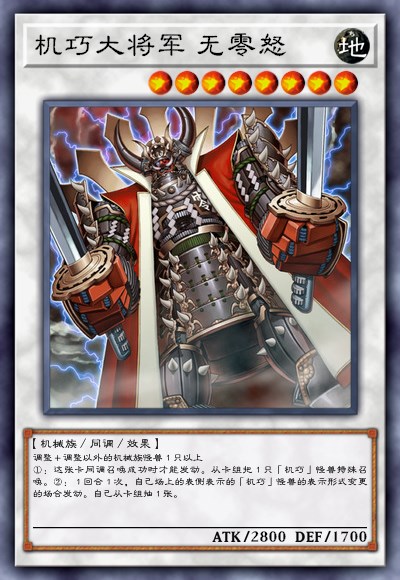 机巧大将军 无零怒
地
【机械族／同调／效果】
调整＋调整以外的机械族怪兽1只以上
①：这张卡同调召唤成功时才能发动。从卡组把1只「机巧」怪兽特殊召
唤。②：1回合1次，自己场上的表侧表示的「机巧」怪兽的表示形式变更
的场合发动。自己从卡组抽1张。
ATK/2800 DEF/1700